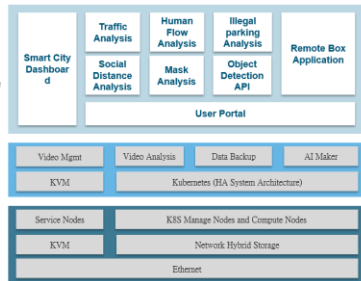 Smart City
Dashboar
d
Traffic
Analysis
Human
Flow
Analysis
Illegal
parking
Analysis
Remote Box
Application
Social
Distance
Analysis
Mask
Analysis
Object
Detection
API
User Portal
Video Mgmt
Video Analysis
Data Backup
AI Maker
KVM
Kubernetes (HA System Architecture)
Service Nodes
K8S Manage Nodes and Compute Nodes
KVM
Network Hybrid Storage
Ethernet